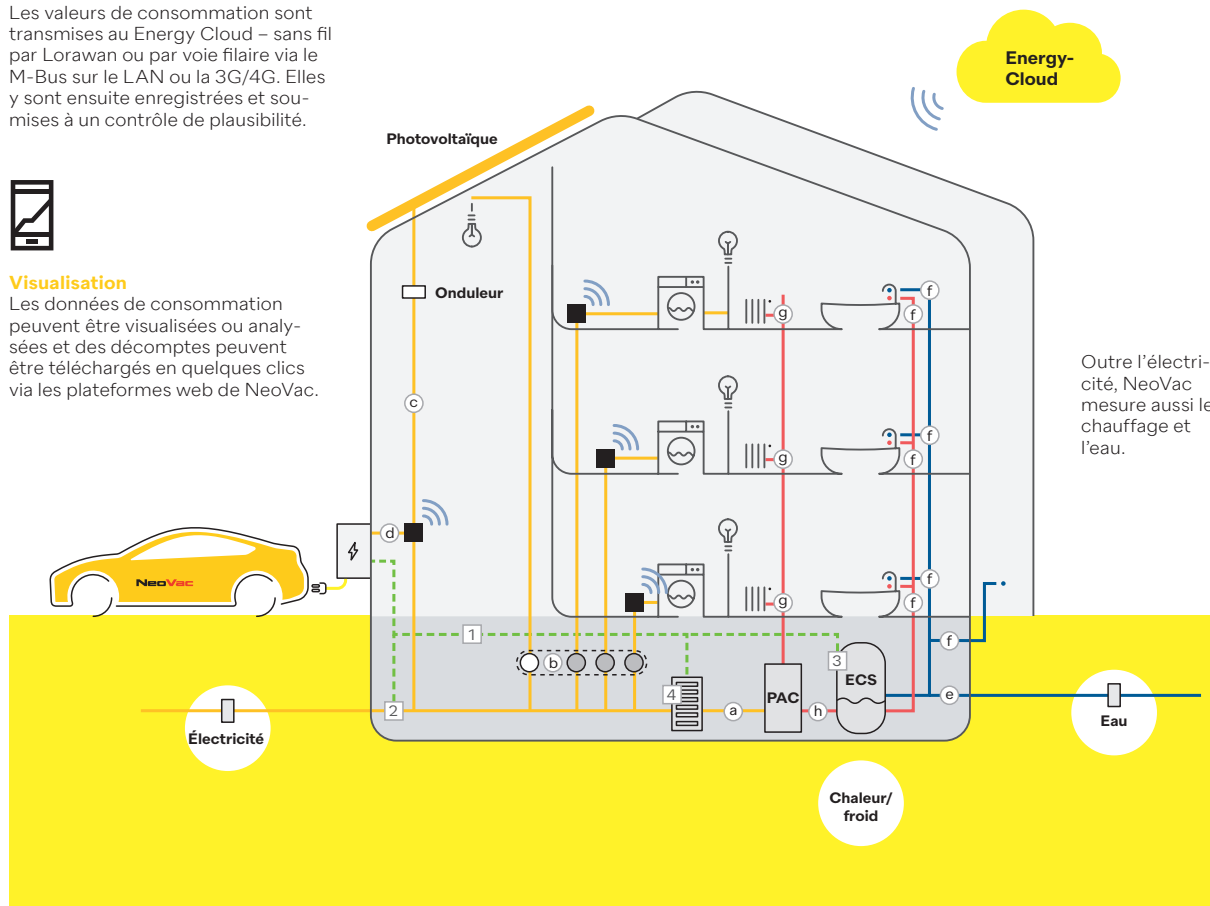 Les valeurs de consommation sont
transmises au Energy Cloud – sans fil
par Lorawan ou par voie filaire via le
M-Bus sur le LAN ou la 3G/4G. Elles
y sont ensuite enregistrées et sou-
mises à un contrôle de plausibilité.
Energy-
Cloud
Photovoltaïque
Visualisation
Les données de consommation
peuvent être visualisées ou analy-
sées et des décomptes peuvent
être téléchargés en quelques clics
via les plateformes web de NeoVac.
Onduleur
f
g
f
c
f
g
f
d
f
g
f
Outre l'électri-
cité, NeoVac
mesure aussi le
chauffage et
l'eau.
NeoVac
1
f
b
3
ECS
4
PAC
2
a
h
e
Électricité
Eau
Chaleur/
froid